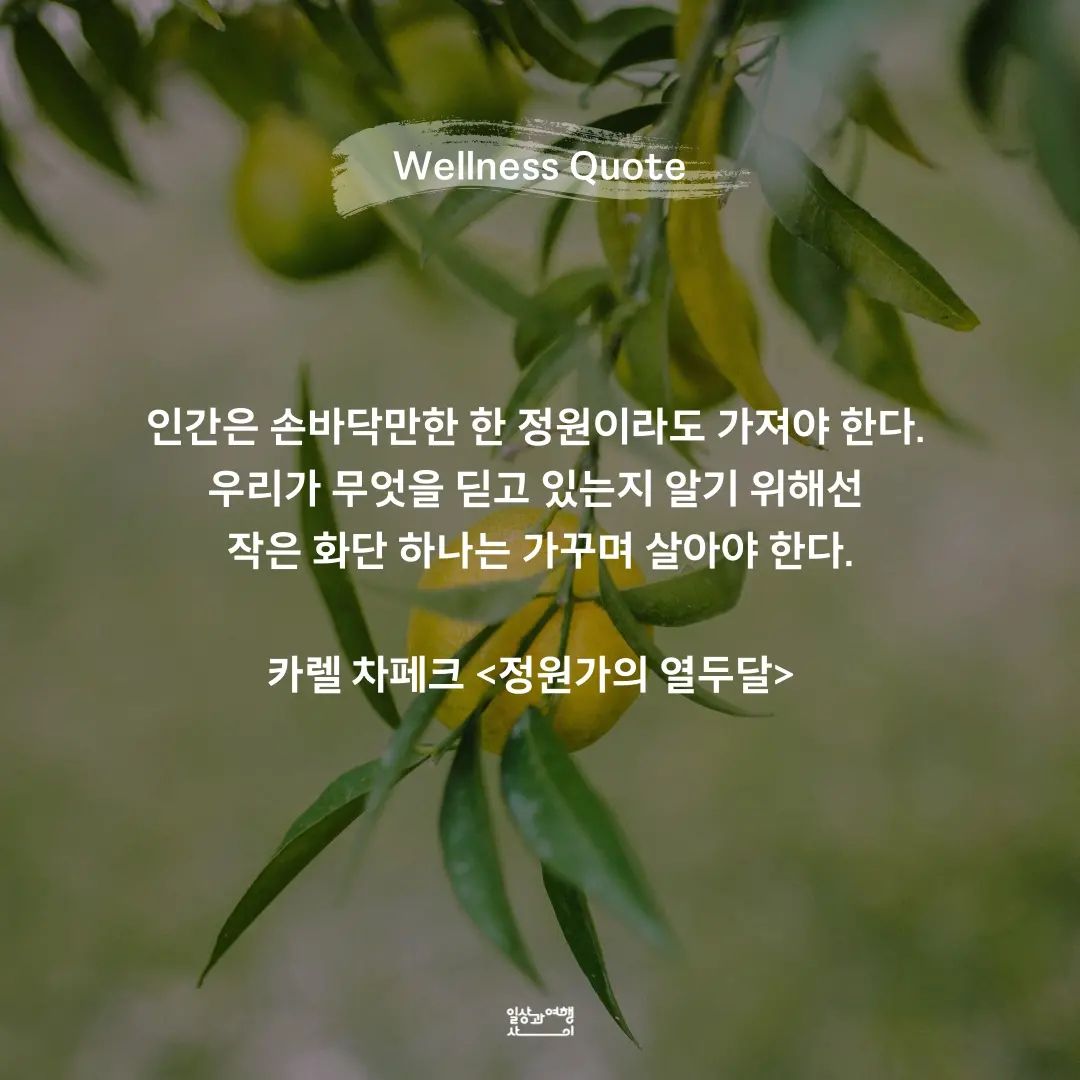 Wellness Quote
인간은 손바닥만한 한 정원이라도 가져야 한다.
우리가 무엇을 딛고 있는지 알기 위해선
작은 화단 하나는 가꾸며 살아야 한다.
카렐 차페크 <정원가의 열두달>
일상과여행
사이